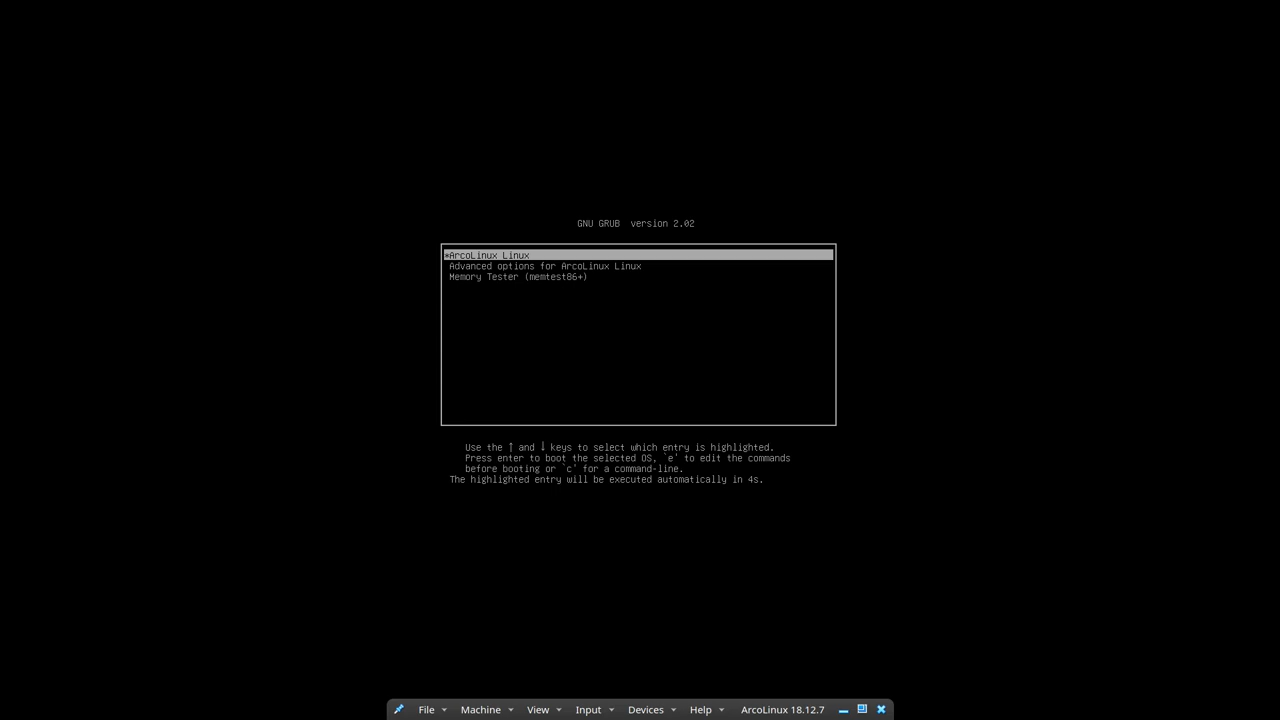 GNU GRUB  version 2.02
*ArcoLinux Linux
Advanced options for ArcoLinux Linux
Memory Tester (memtest86+)
Use the ↑ and ↓ keys to select which entry is highlighted.
Press enter to boot the selected OS, `e' to edit the commands
before booting or `c' for a command-line.
The highlighted entry will be executed automatically in 4s.
File Machine View Input Devices Help ArcoLinux 18.12.7